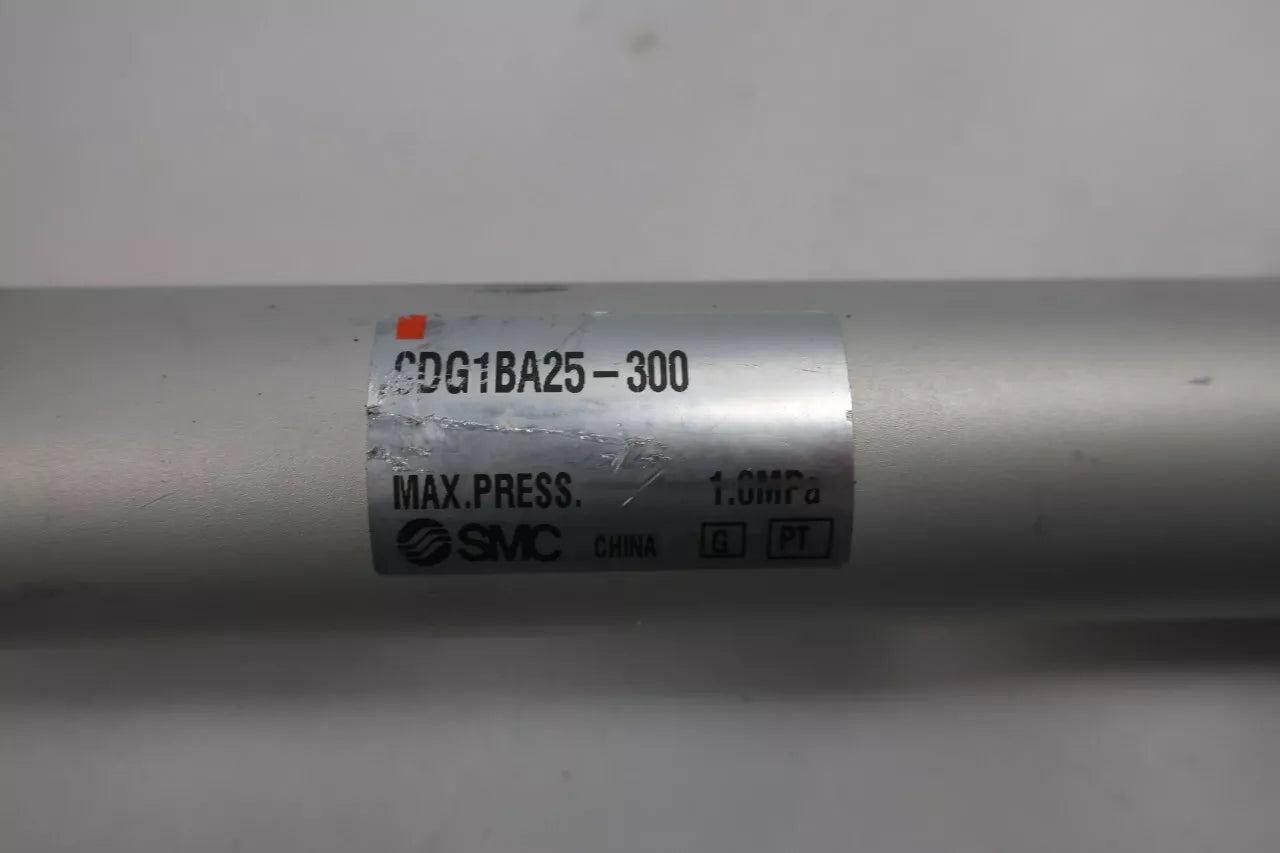 CDG1BA25-300
MAX.PRESS. 1.0MPa
SMC CHINA G PT